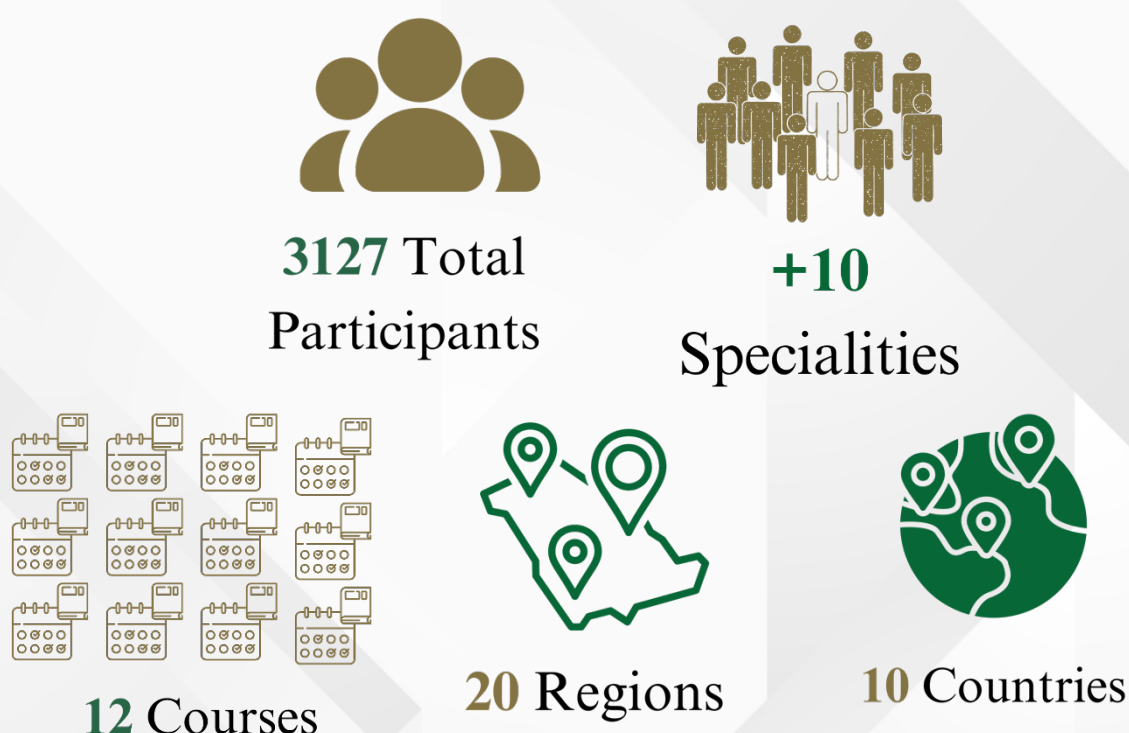 3127 Total
Participants
+10
Specialities
12 Courses
20 Regions
10 Countries